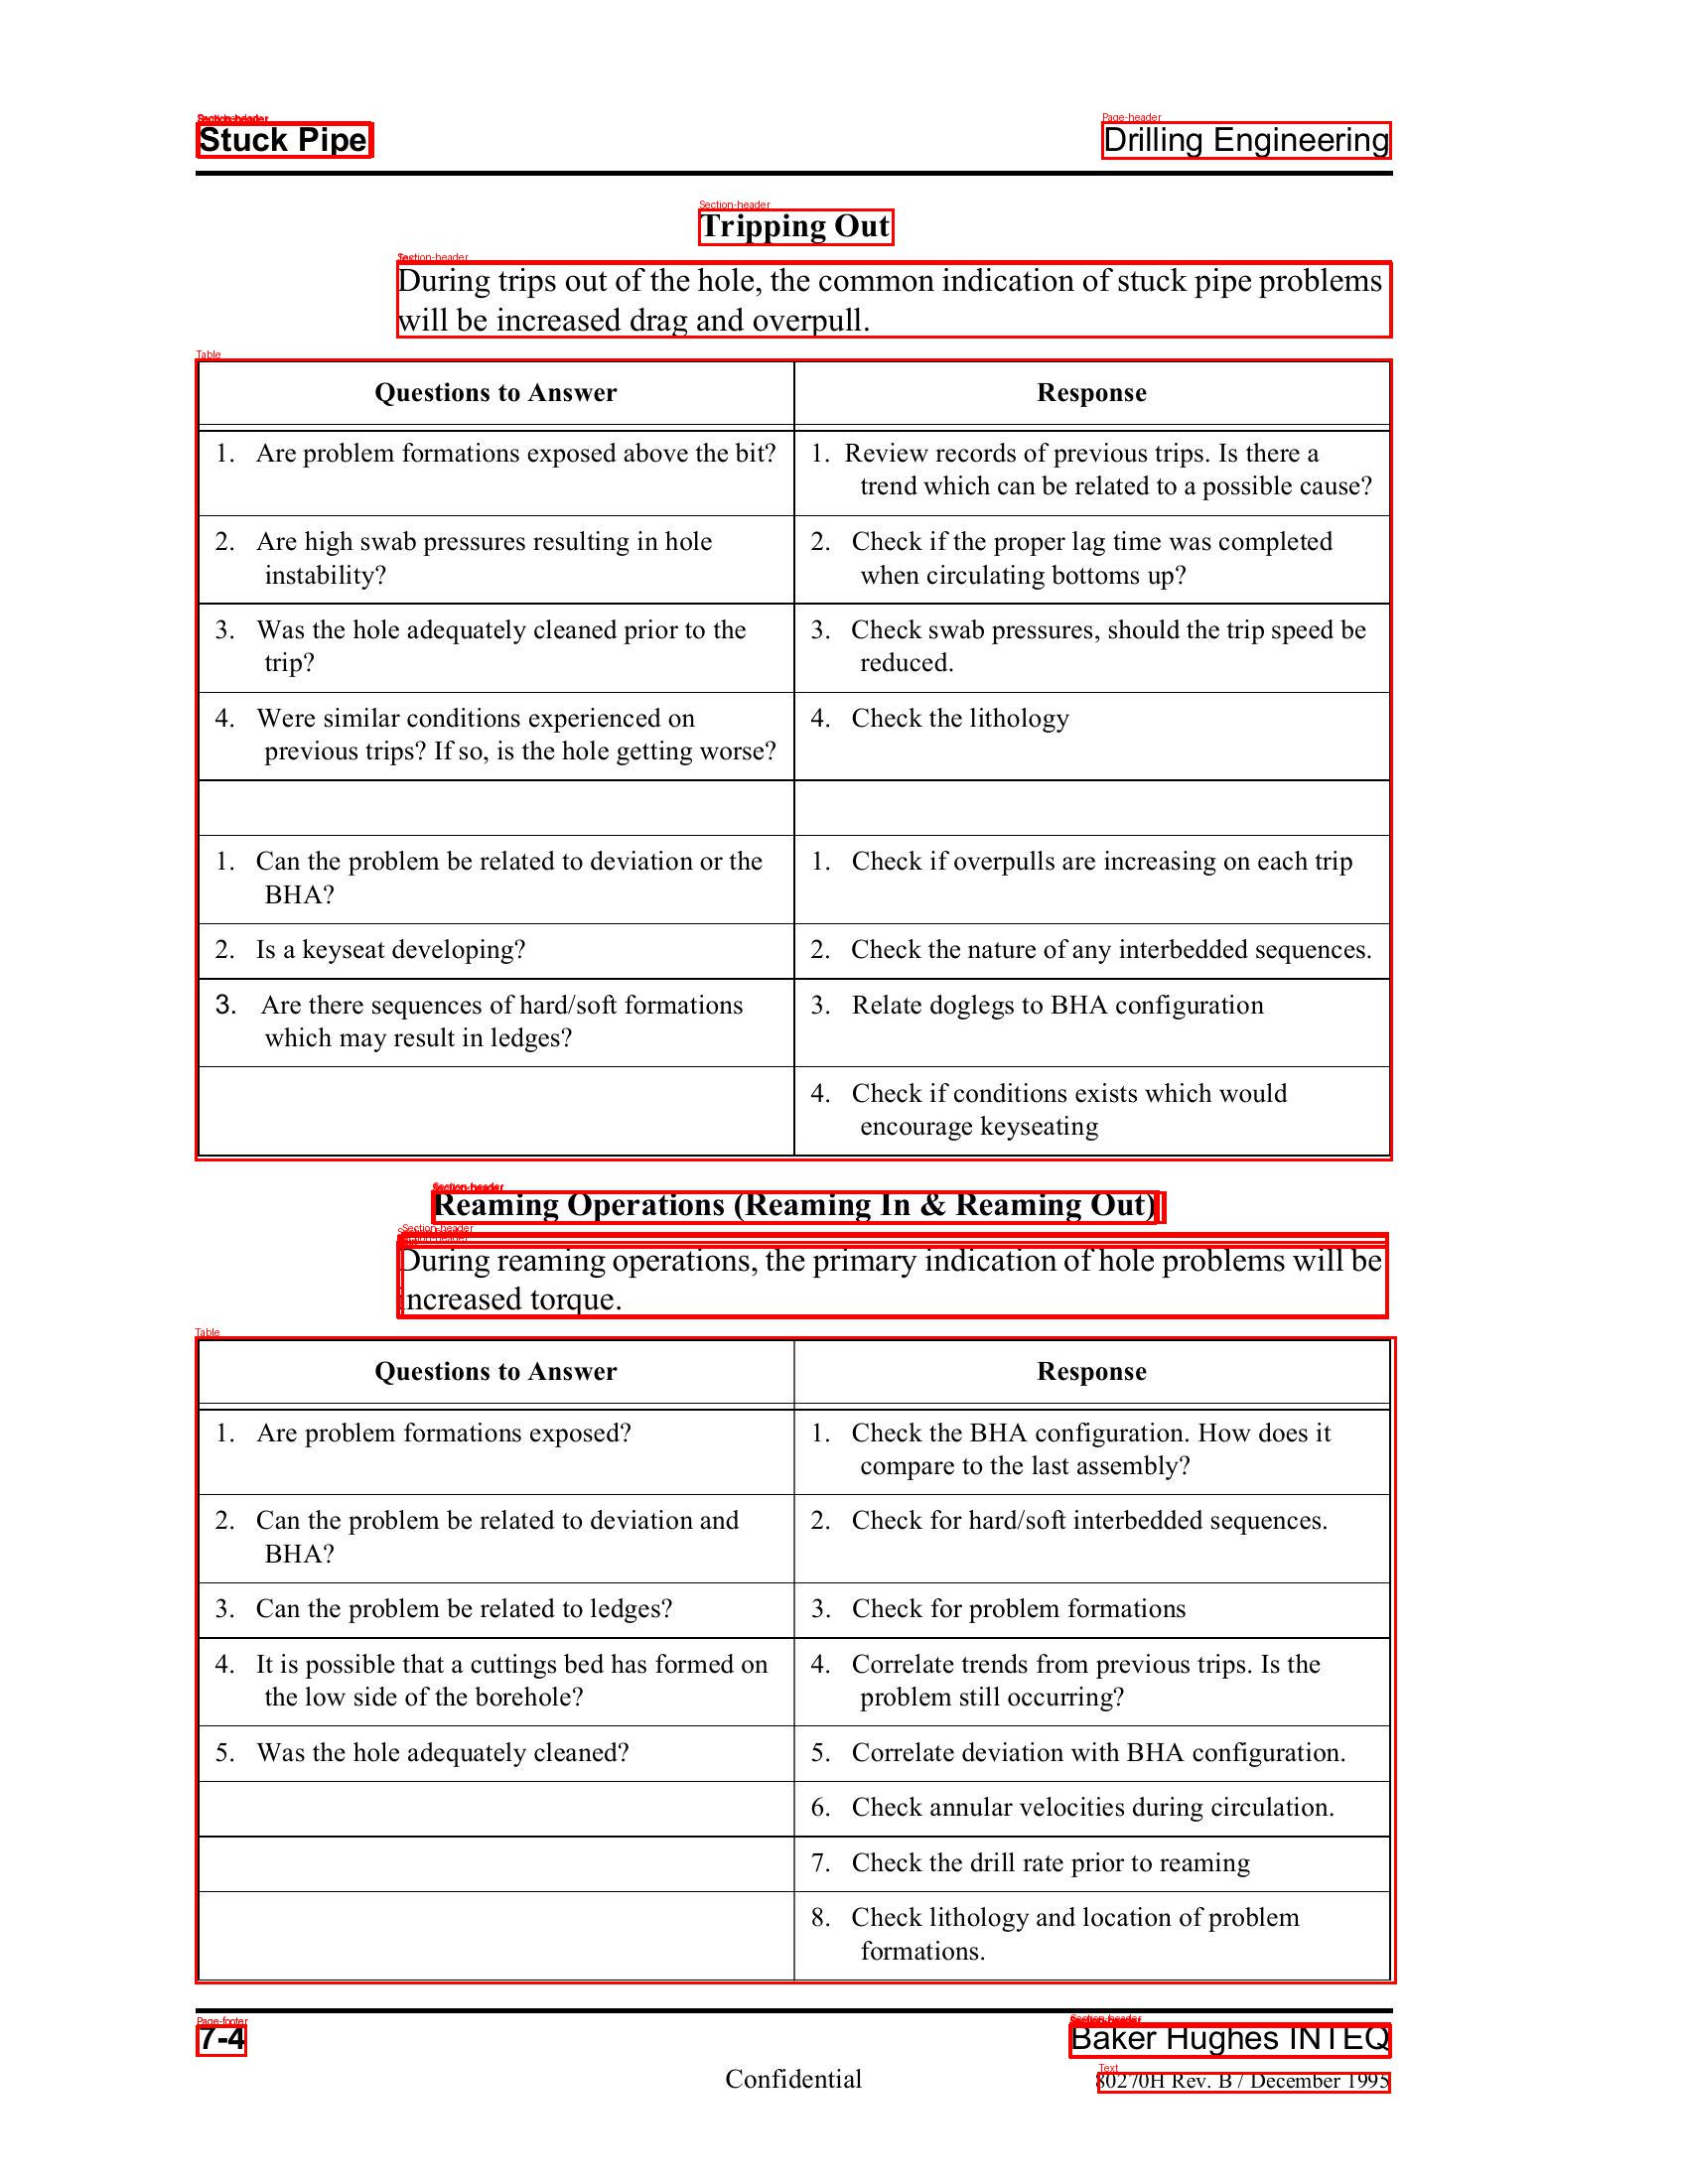 Stuck Pipe
Drilling Engineering
Tripping Out
During trips out of the hole, the common indication of stuck pipe problems
will be increased drag and overpull.
Questions to Answer
Response
1. Are problem formations exposed above the bit?
1. Review records of previous trips. Is there a
trend which can be related to a possible cause?
2. Are high swab pressures resulting in hole
instability?
2. Check if the proper lag time was completed
when circulating bottoms up?
3. Was the hole adequately cleaned prior to the
trip?
3. Check swab pressures, should the trip speed be
reduced.
4. Were similar conditions experienced on
previous trips? If so, is the hole getting worse?
4. Check the lithology
1. Can the problem be related to deviation or the
BHA?
1. Check if overpulls are increasing on each trip
2. Is a keyseat developing?
2. Check the nature of any interbedded sequences.
3. Are there sequences of hard/soft formations
which may result in ledges?
3. Relate doglegs to BHA configuration
4. Check if conditions exists which would
encourage keyseating
Reaming Operations (Reaming In & Reaming Out)
During reaming operations, the primary indication of hole problems will be
increased torque.
Questions to Answer
Response
1. Are problem formations exposed?
1. Check the BHA configuration. How does it
compare to the last assembly?
2. Can the problem be related to deviation and
BHA?
2. Check for hard/soft interbedded sequences.
3. Can the problem be related to ledges?
3. Check for problem formations
4. It is possible that a cuttings bed has formed on
the low side of the borehole?
4. Correlate trends from previous trips. Is the
problem still occurring?
5. Was the hole adequately cleaned?
5. Correlate deviation with BHA configuration.
6. Check annular velocities during circulation.
7. Check the drill rate prior to reaming
8. Check lithology and location of problem
formations.
7-4
Baker Hughes INTEQ
Confidential
80270H Rev. B / December 1995